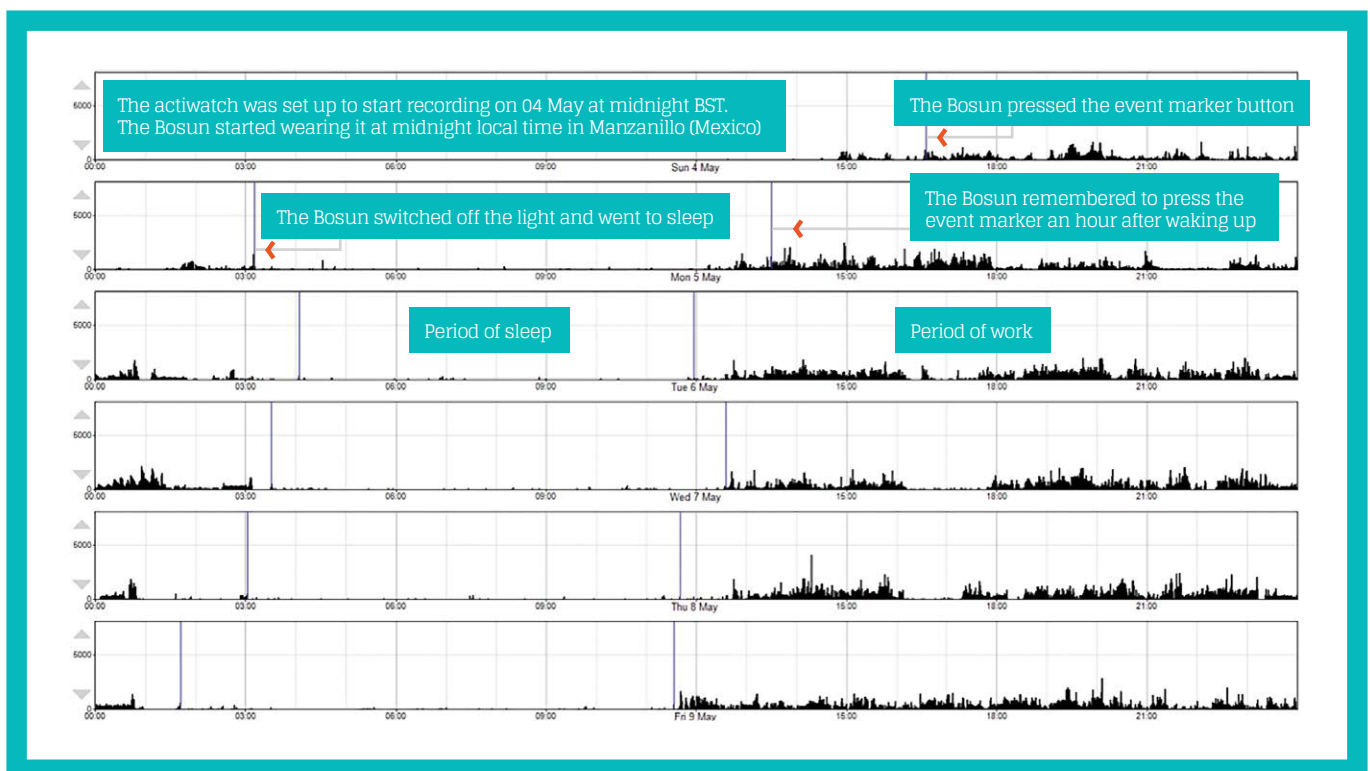 The actiwatch was set up to start recording on 04 May at midnight BST.
The Bosun started wearing it at midnight local time in Manzanillo (Mexico)
The Bosun pressed the event marker button
5000
0
00:00 03:00 06:00 09:00 Sun 4 May 15:00 18:00 21:00
The Bosun switched off the light and went to sleep
The Bosun remembered to press the
event marker an hour after waking up
5000
0
00:00 03:00 06:00 09:00 Mon 5 May 15:00 18:00 21:00
Period of sleep
Period of work
5000
0
00:00 03:00 06:00 09:00 Tue 6 May 15:00 18:00 21:00
5000
0
00:00 03:00 06:00 09:00 Wed 7 May 15:00 18:00 21:00
5000
0
00:00 03:00 06:00 09:00 Thu 8 May 15:00 18:00 21:00
5000
0
00:00 03:00 06:00 09:00 Fri 9 May 15:00 18:00 21:00